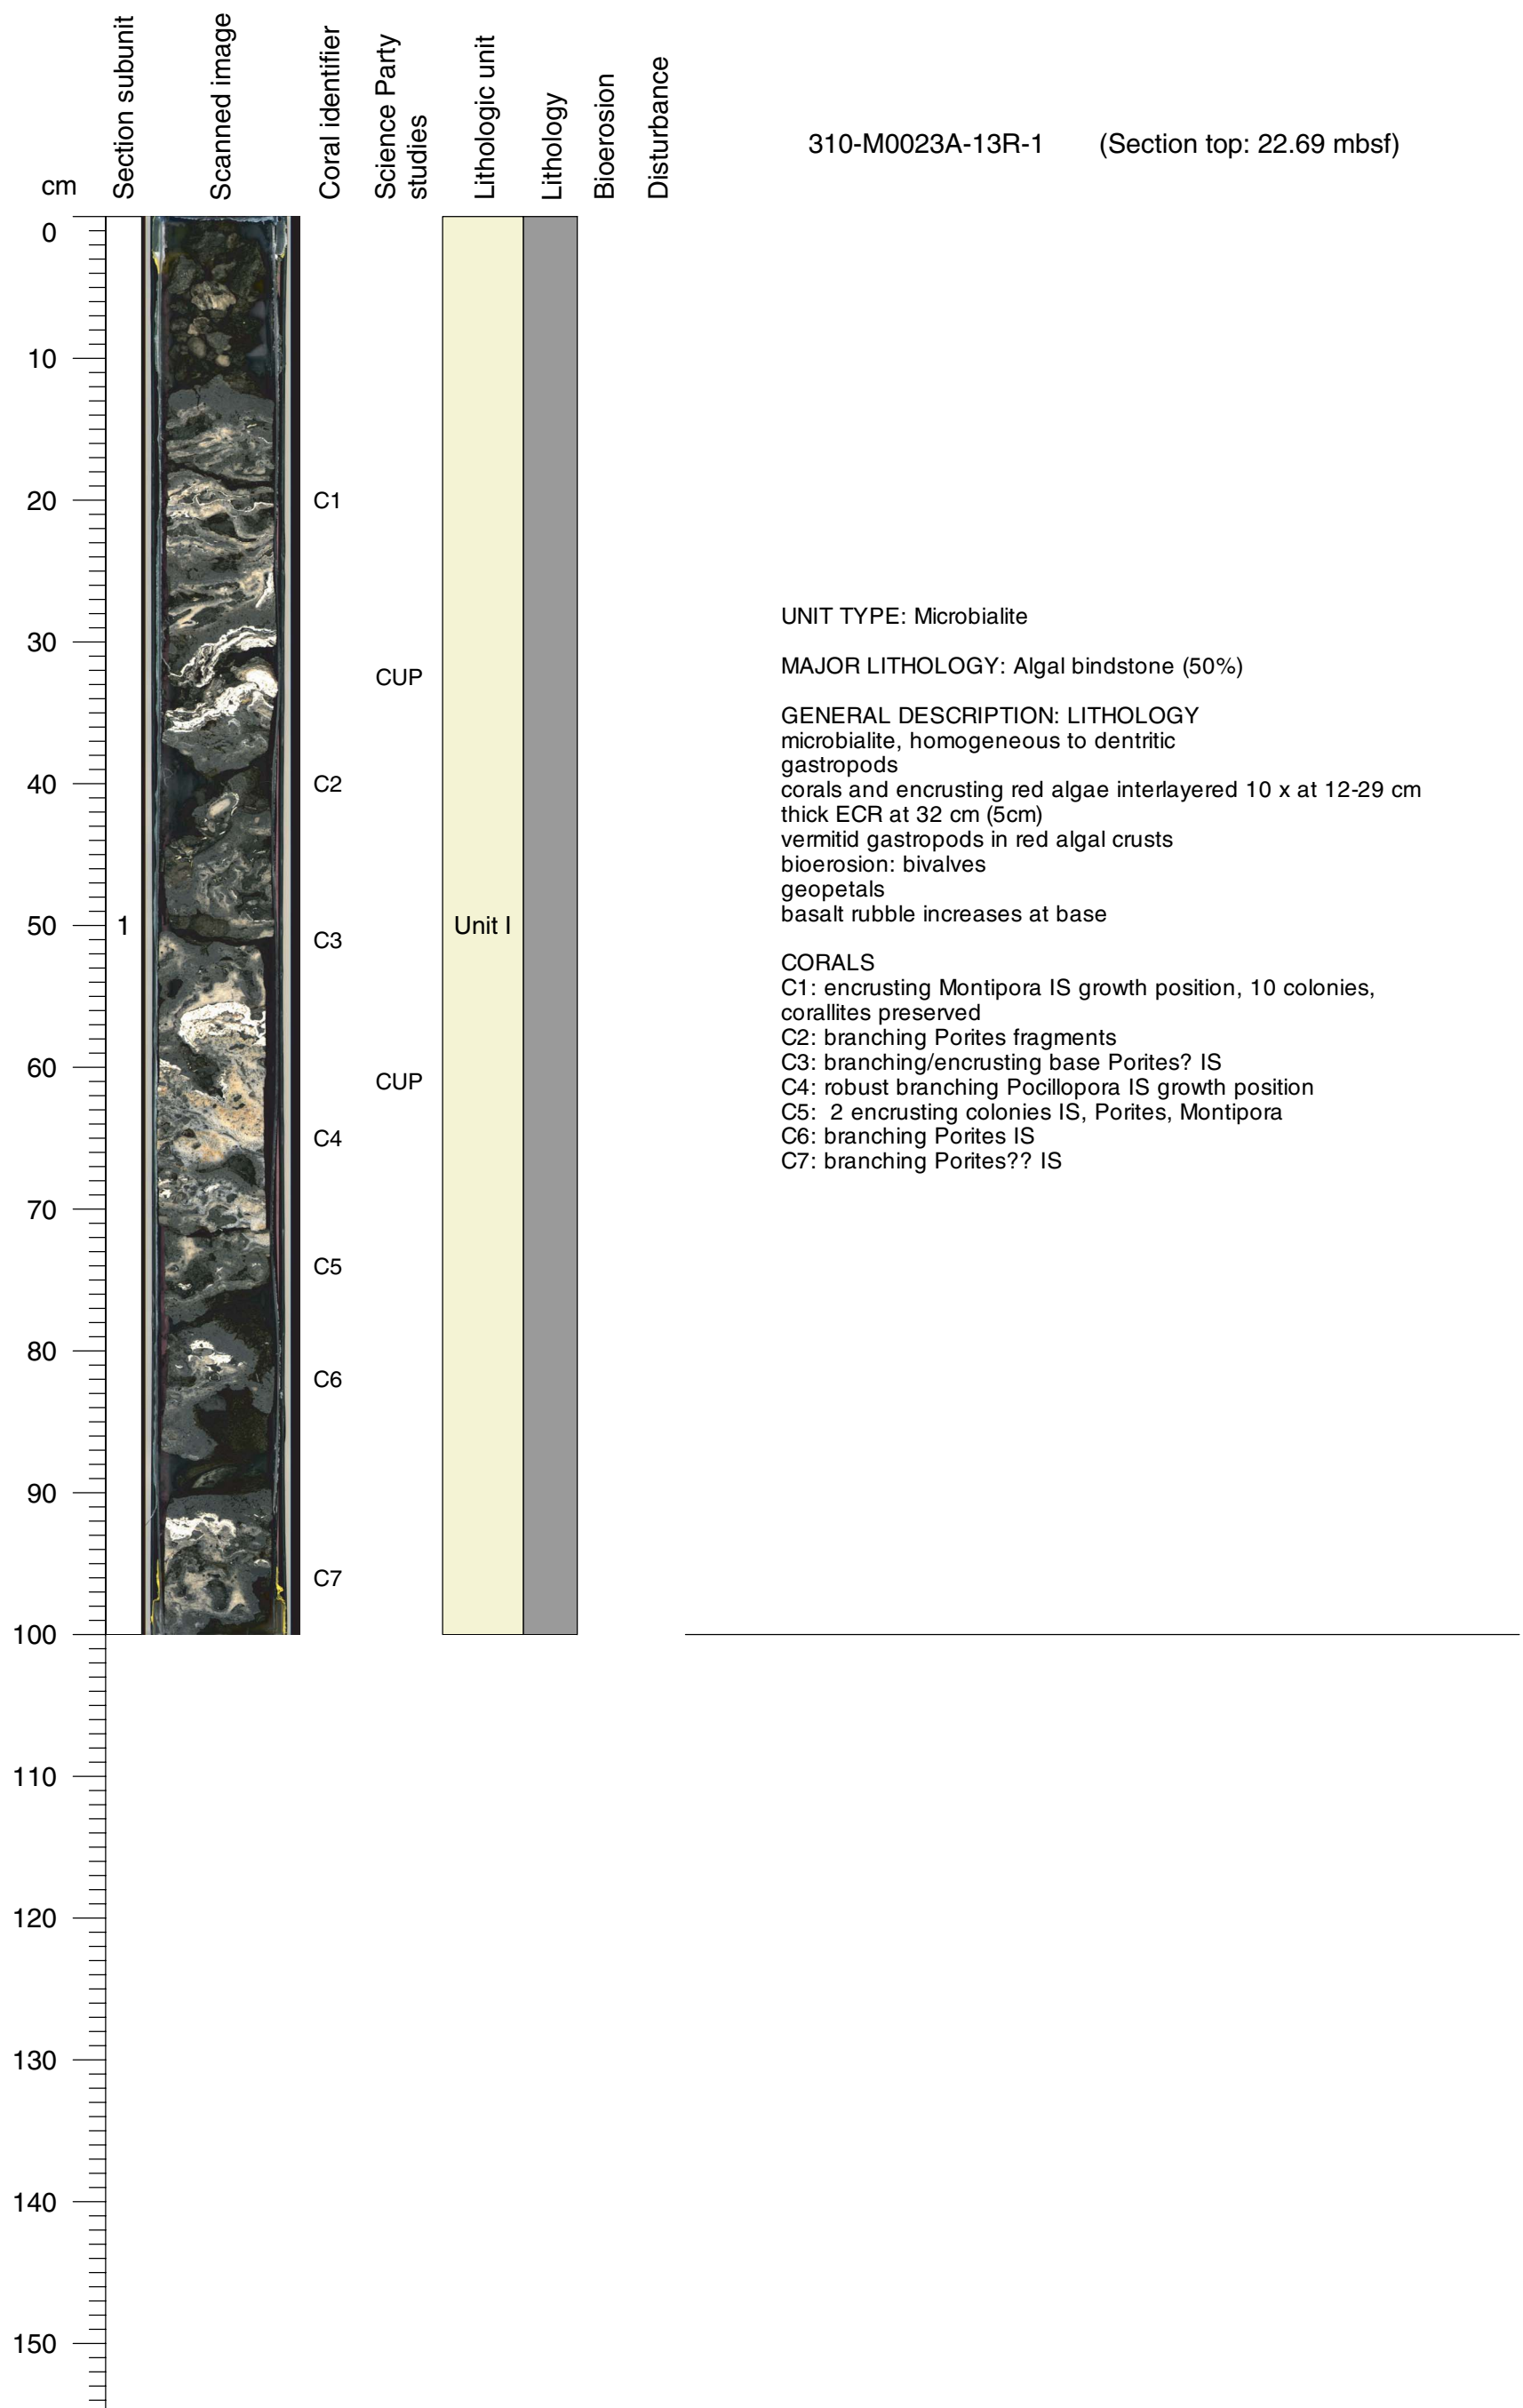 Section subunit
Scanned image
Coral identifier
Science Party
studies
Lithologic unit
Lithology
Bioerosion
Disturbance
310-M0023A-13R-1 (Section top: 22.69 mbsf)
cm
0
10
20
C1
30
CUP
40
C2
50
1
Unit I
C3
60
CUP
C4
70
C5
80
C6
90
C7
100
110
120
130
140
150
UNIT TYPE: Microbialite
MAJOR LITHOLOGY: Algal bindstone (50%)
GENERAL DESCRIPTION: LITHOLOGY
microbialite, homogeneous to dentritic
gastropods
corals and encrusting red algae interlayered 10 x at 12-29 cm
thick ECR at 32 cm (5cm)
vermitid gastropods in red algal crusts
bioerosion: bivalves
geopetals
basalt rubble increases at base
CORALS
C1: encrusting Montipora IS growth position, 10 colonies,
corallites preserved
C2: branching Porites fragments
C3: branching/encrusting base Porites? IS
C4: robust branching Pocillopora IS growth position
C5: 2 encrusting colonies IS, Porites, Montipora
C6: branching Porites IS
C7: branching Porites?? IS